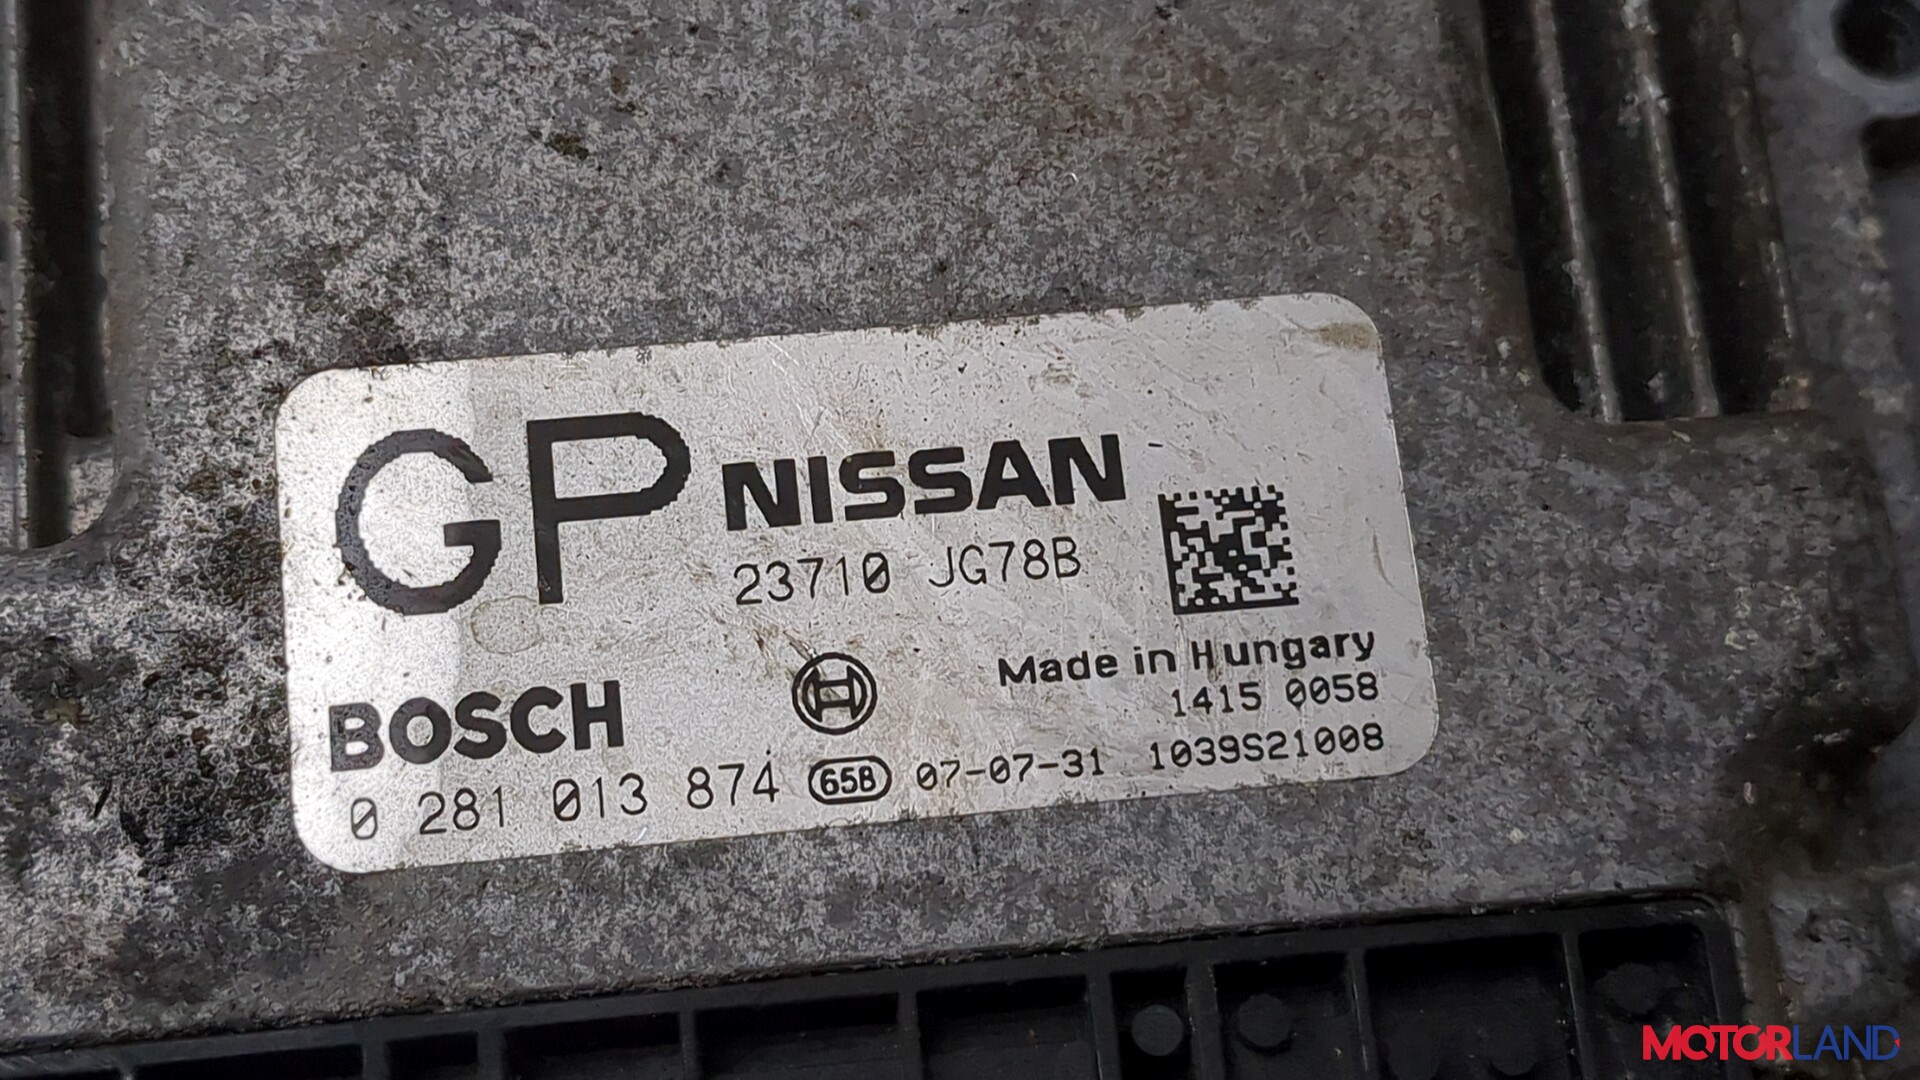 GP NISSAN
23710 JG78B
Made in Hungary
1415 0058
BOSCH
0 281 013 874 65B 07-07-31 1039S21008
MOTORLAND